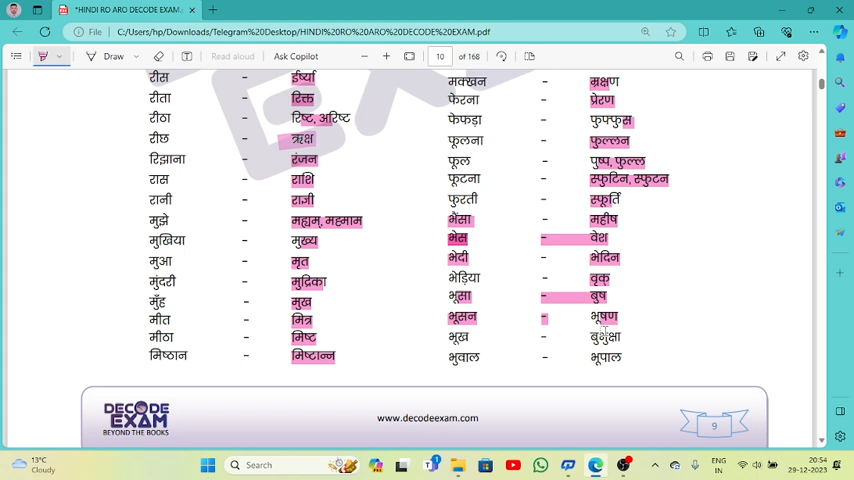 *HINDI RO ARO DECODE EXAM.
File
C:/Users/hp/Downloads/Telegram%20Desktop/HINDI%20RO%20ARO%20DECODE%20EXAM.pdf
Draw
Read aloud
Ask Copilot
10 of 168
रीस - ईर्ष्या
रीता - रिक्त
रीठा - रिष्ट, अरिष्ट
रीछ - ऋक्ष
रिझाना - रंजन
रास - राशि
रानी - राज्ञी
मुझे - मह्यम्, मह्माम
मुखिया - मुख्य
मुआ - मृत
मुंदरी - मुद्रिका
मुँह - मुख
मीत - मित्र
मीठा - मिष्ट
मिष्ठान - मिष्टान्न
मक्खन - म्रक्षण
फेरना - प्रेरण
फेफड़ा - फुफ्फुस
फूलना - फुल्लन
फूल - पुष्प, फुल्ल
फूटना - स्फुटिन, स्फुटन
फुरती - स्फूर्ति
भैंसा - महीष
भेस - वेश
भेदी - भेदिन
भेड़िया - वृक्
भूसा - बुष
भूसन - भूषण
भूख - बुभुक्षा
भुवाल - भूपाल
DECODE
EXAM
BEYOND THE BOOKS
www.decodeexam.com
9
13°C
Cloudy
Search
ENG
IN
20:54
29-12-2023